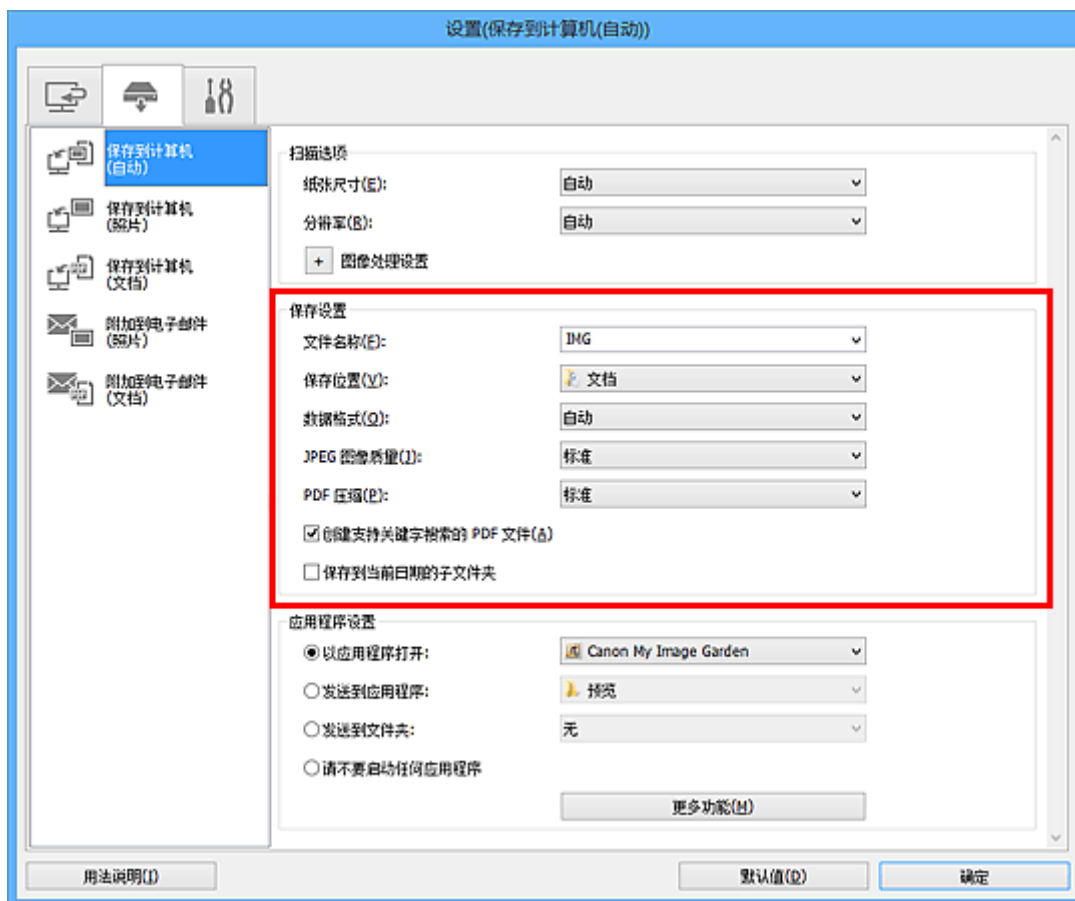 设置(保存到计算机(自动))
保存到计算机
(自动)
保存到计算机
(照片)
保存到计算机
(文档)
附加到电子邮件
(照片)
附加到电子邮件
(文档)
扫描选项
纸张尺寸(E): 自动
分辨率(R): 自动
+ 图像处理设置
保存设置
文件名称(F): IMG
保存位置(V): 文档
数据格式(O): 自动
JPEG 图像质量(J): 标准
PDF 压缩(P): 标准
创建支持关键字搜索的 PDF 文件(A)
保存到当前日期的子文件夹
应用程序设置
以应用程序打开: Canon My Image Garden
发送到应用程序: 预览
发送到文件夹: 无
请不要启动任何应用程序
更多功能(M)
用法说明(I) 默认值(D) 确定